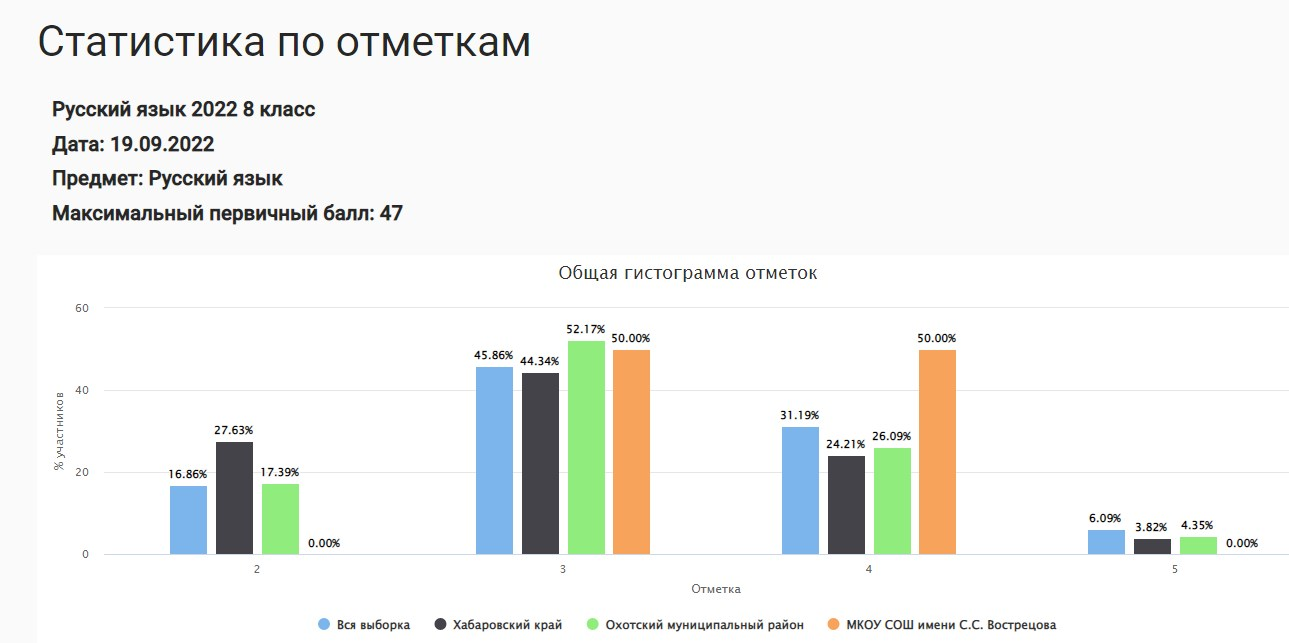 Статистика по отметкам
Русский язык 2022 8 класс
Дата: 19.09.2022
Предмет: Русский язык
Максимальный первичный балл: 47
Общая гистограмма отметок
% участников
60
40
20
0
16.86%
27.63%
17.39%
0.00%
45.86%
44.34%
52.17%
50.00%
31.19%
24.21%
26.09%
50.00%
6.09%
3.82%
4.35%
0.00%
2
3
4
5
Отметка
Вся выборка
Хабаровский край
Охотский муниципальный район
МКОУ СОШ имени С.С. Вострецова